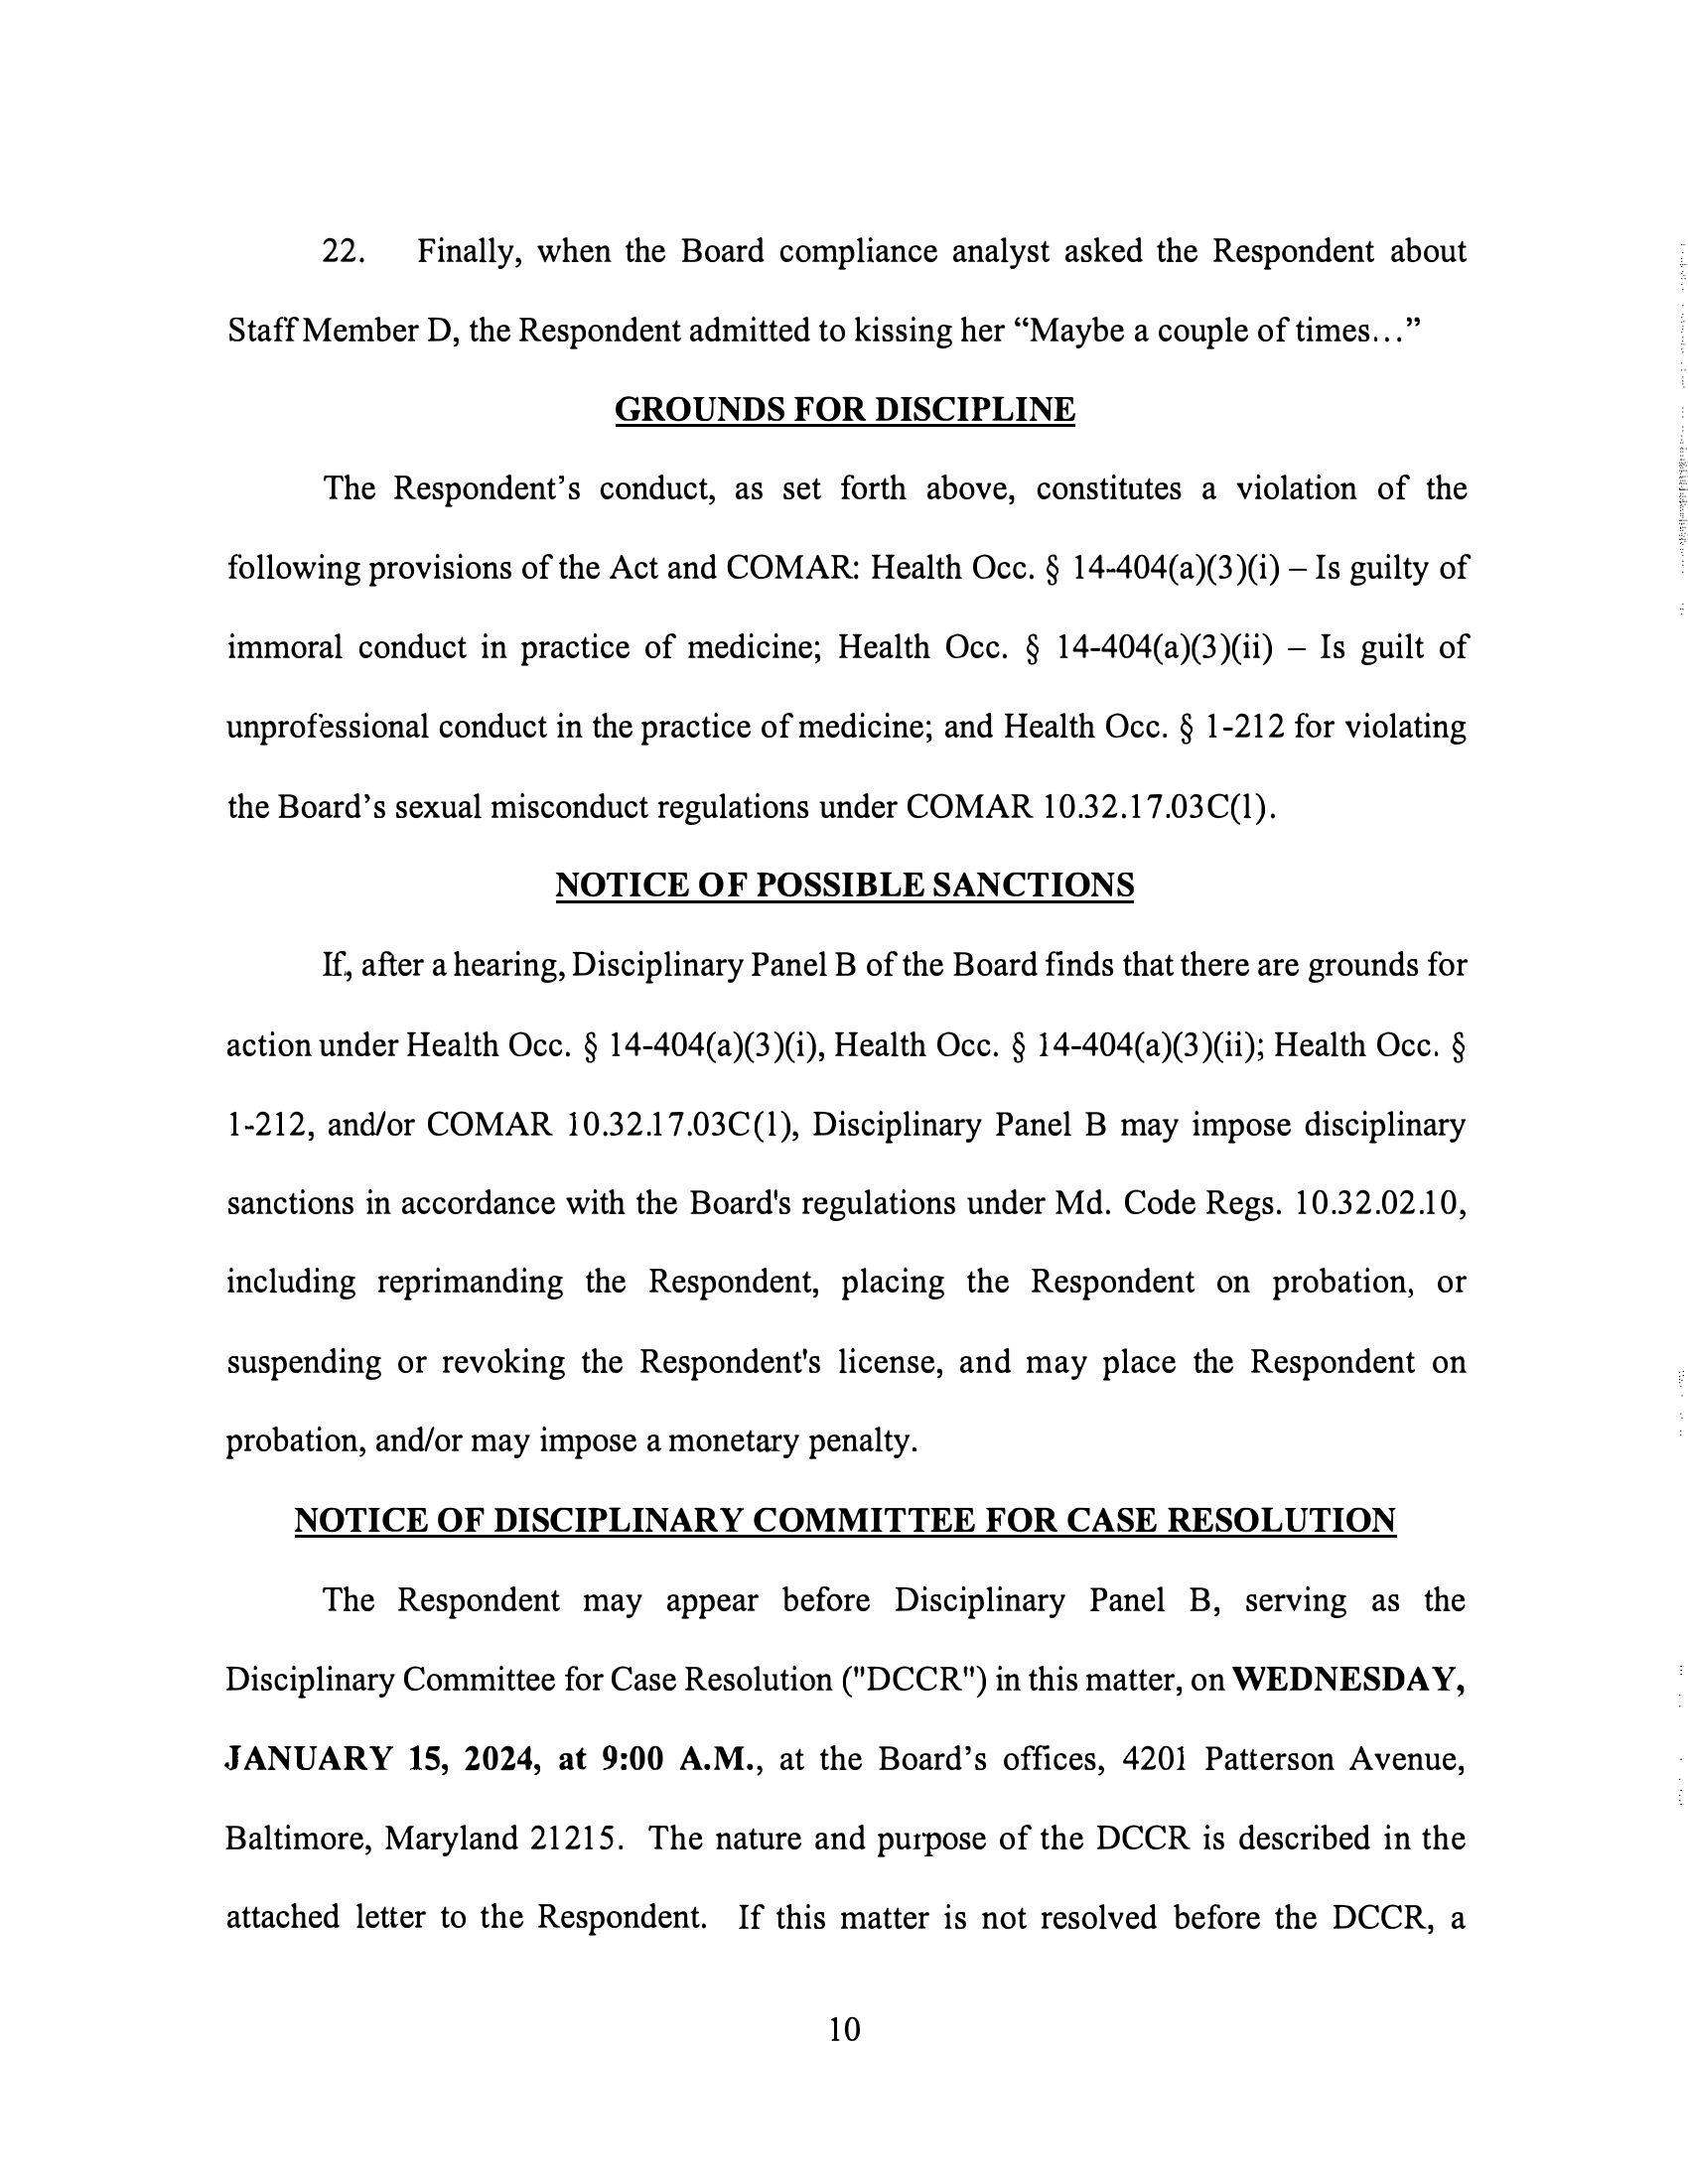 22. Finally, when the Board compliance analyst asked the Respondent about
Staff Member D, the Respondent admitted to kissing her “Maybe a couple of times…”
GROUNDS FOR DISCIPLINE
The Respondent’s conduct, as set forth above, constitutes a violation of the
following provisions of the Act and COMAR: Health Occ. § 14-404(a)(3)(i) – Is guilty of
immoral conduct in practice of medicine; Health Occ. § 14-404(a)(3)(ii) – Is guilt of
unprofessional conduct in the practice of medicine; and Health Occ. § 1-212 for violating
the Board’s sexual misconduct regulations under COMAR 10.32.17.03C(1).
NOTICE OF POSSIBLE SANCTIONS
If, after a hearing, Disciplinary Panel B of the Board finds that there are grounds for
action under Health Occ. § 14-404(a)(3)(i), Health Occ. § 14-404(a)(3)(ii); Health Occ. §
1-212, and/or COMAR 10.32.17.03C(1), Disciplinary Panel B may impose disciplinary
sanctions in accordance with the Board's regulations under Md. Code Regs. 10.32.02.10,
including reprimanding the Respondent, placing the Respondent on probation, or
suspending or revoking the Respondent's license, and may place the Respondent on
probation, and/or may impose a monetary penalty.
NOTICE OF DISCIPLINARY COMMITTEE FOR CASE RESOLUTION
The Respondent may appear before Disciplinary Panel B, serving as the
Disciplinary Committee for Case Resolution ("DCCR") in this matter, on WEDNESDAY,
JANUARY 15, 2024, at 9:00 A.M., at the Board’s offices, 4201 Patterson Avenue,
Baltimore, Maryland 21215. The nature and purpose of the DCCR is described in the
attached letter to the Respondent. If this matter is not resolved before the DCCR, a
10